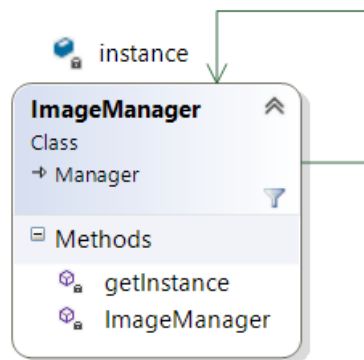 instance
ImageManager
Class
Manager
Methods
getInstance
ImageManager